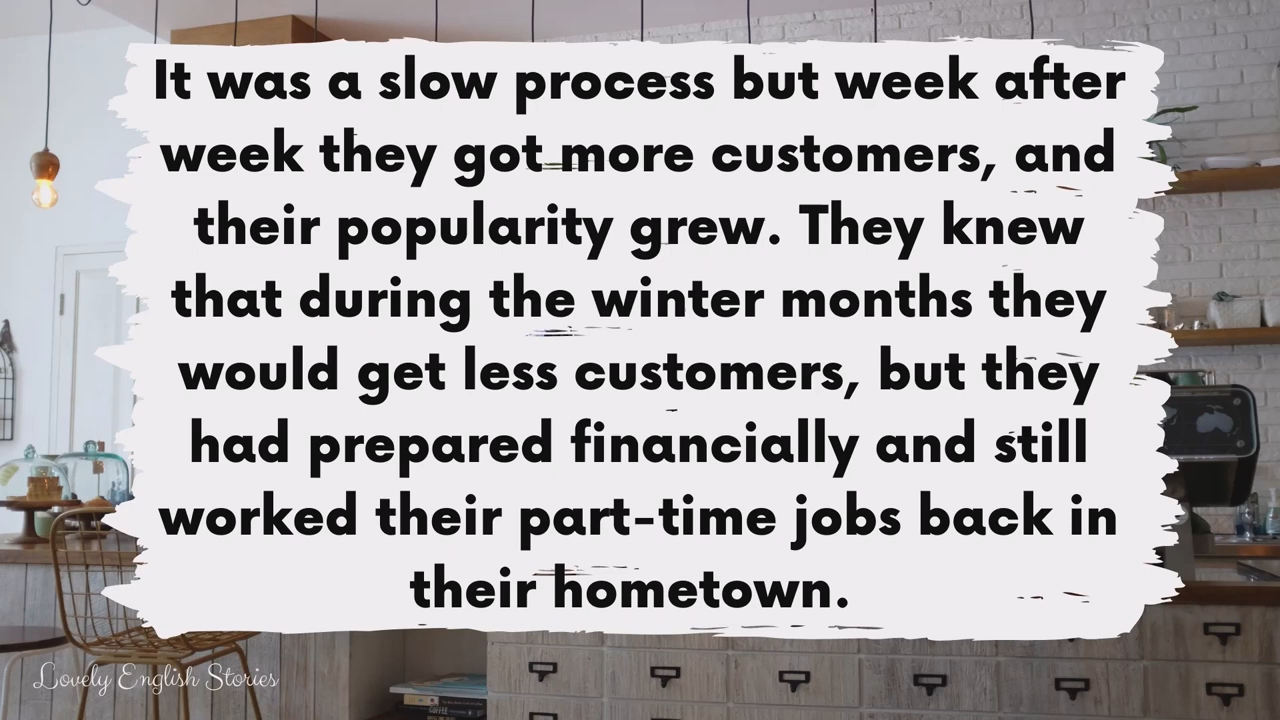 It was a slow process but week after
week they got more customers, and
their popularity grew. They knew
that during the winter months they
would get less customers, but they
had prepared financially and still
worked their part-time jobs back in
their hometown.
Lovely English Stories
COFFEE